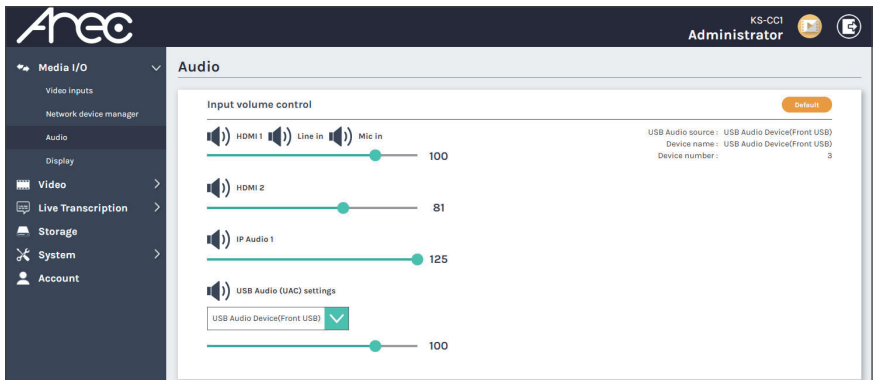 Arec
KS-CC1
Administrator
Media I/O
Video inputs
Network device manager
Audio
Display
Video
Live Transcription
Storage
System
Account
Audio
Input volume control
Default
HDMI 1 Line in Mic in
100
HDMI 2
81
IP Audio 1
125
USB Audio (UAC) settings
USB Audio Device(Front USB)
100
USB Audio source : USB Audio Device(Front USB)
Device name : USB Audio Device(Front USB)
Device number : 3